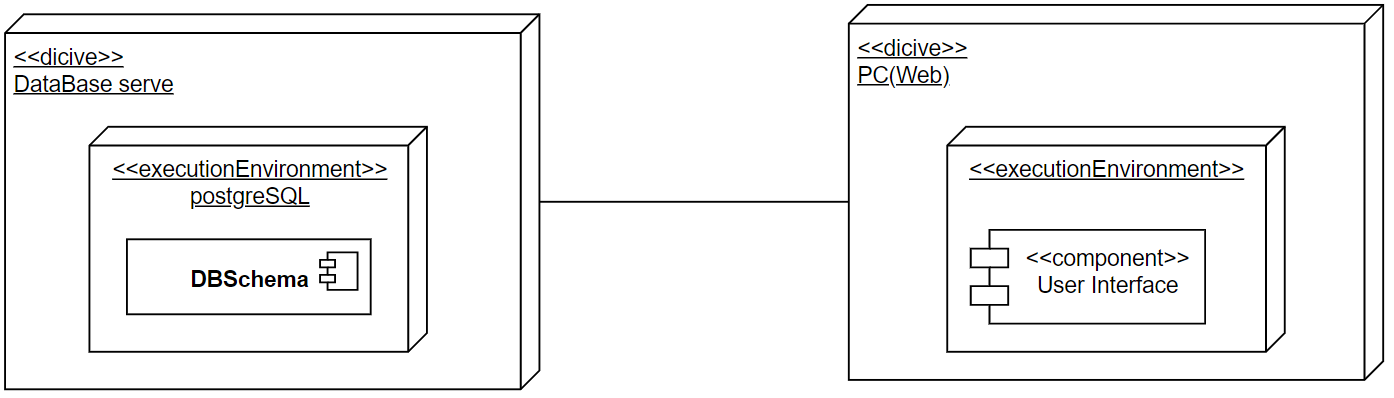 <<dicive>>
DataBase serve
<<executionEnvironment>>
postgreSQL
DBSchema
<<dicive>>
PC(Web)
<<executionEnvironment>>
<<component>>
User Interface